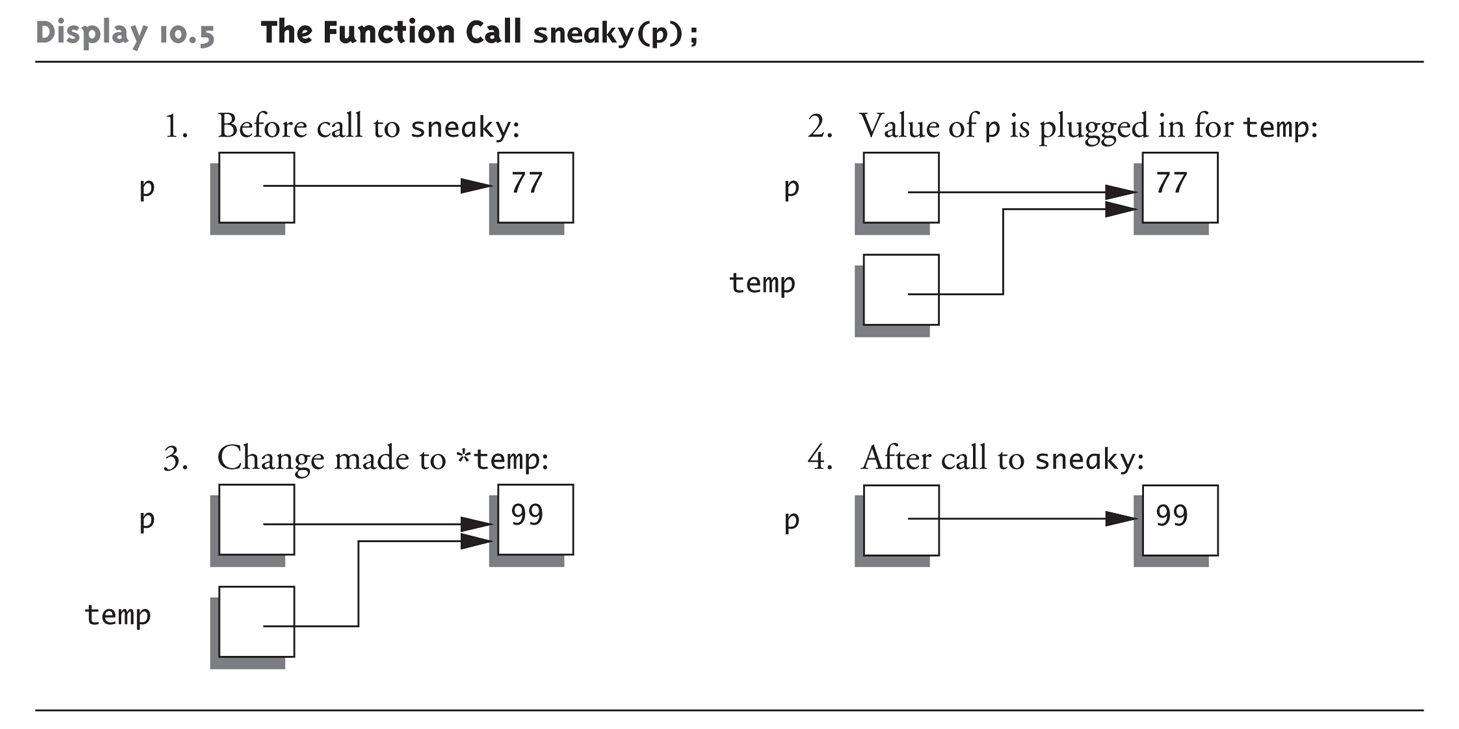 Display 10.5 The Function Call sneaky(p);
1. Before call to sneaky:
p 77
2. Value of p is plugged in for temp:
p 77
temp
3. Change made to *temp:
p 99
temp
4. After call to sneaky:
p 99